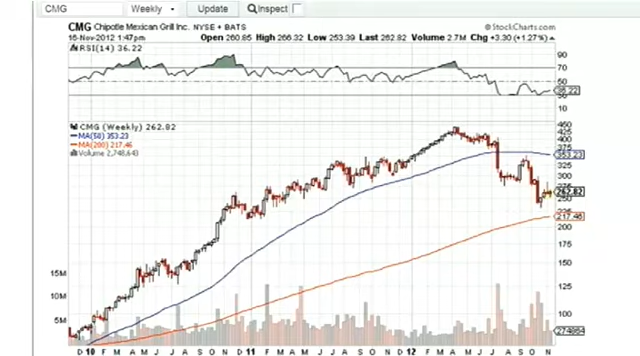 CMG Weekly Update Inspect
CMG Chipotle Mexican Grill Inc. NYSE + BATS © StockCharts.com
16-Nov-2012 1:47pm Open 260.85 High 266.32 Low 253.39 Last 262.82 Volume 2.7M Chg +3.30 (+1.27%)
RSI(14) 36.22
90
70
50
36.22
30
10
CMG (Weekly) 262.82
MA(50) 353.23
MA(200) 217.46
Volume 2,748,643
450
425
400
375
353.23
325
300
275
262.82
250
217.46
200
175
150
125
100
15M
10M
5M
D 10 F M A M J J A S O N D 11 F M A M J J A S O N D 12 F M A M J J A S O N